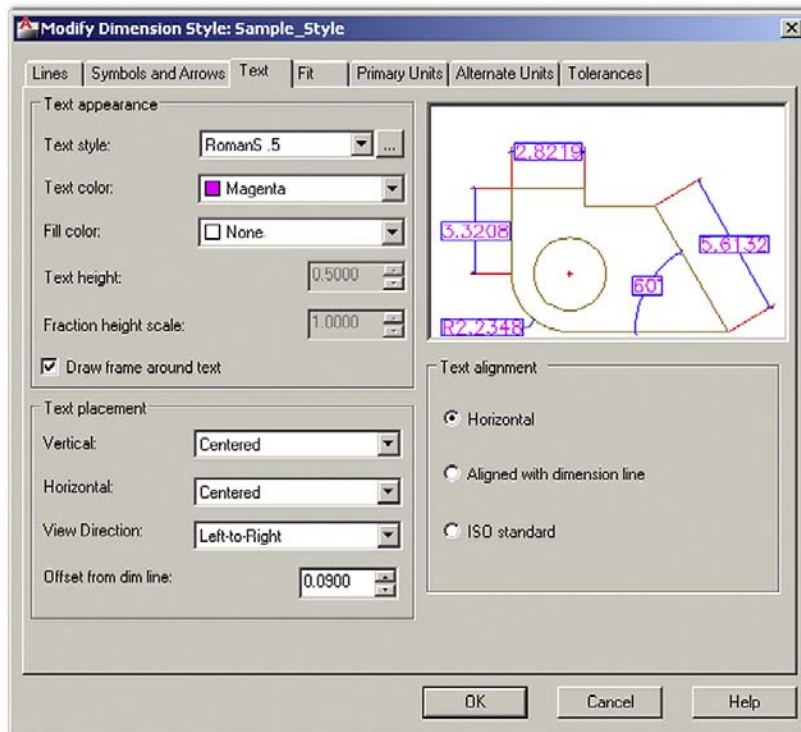 Modify Dimension Style: Sample_Style
Lines Symbols and Arrows Text Fit Primary Units Alternate Units Tolerances
Text appearance
Text style: RomanS .5 ...
Text color: Magenta
Fill color: None
Text height: 0.5000
Fraction height scale: 1.0000
Draw frame around text
2.8219
3.3208
5.6132
60°
R2.2348
Text placement
Vertical: Centered
Horizontal: Centered
View Direction: Left-to-Right
Offset from dim line: 0.0900
Text alignment
Horizontal
Aligned with dimension line
ISO standard
OK Cancel Help